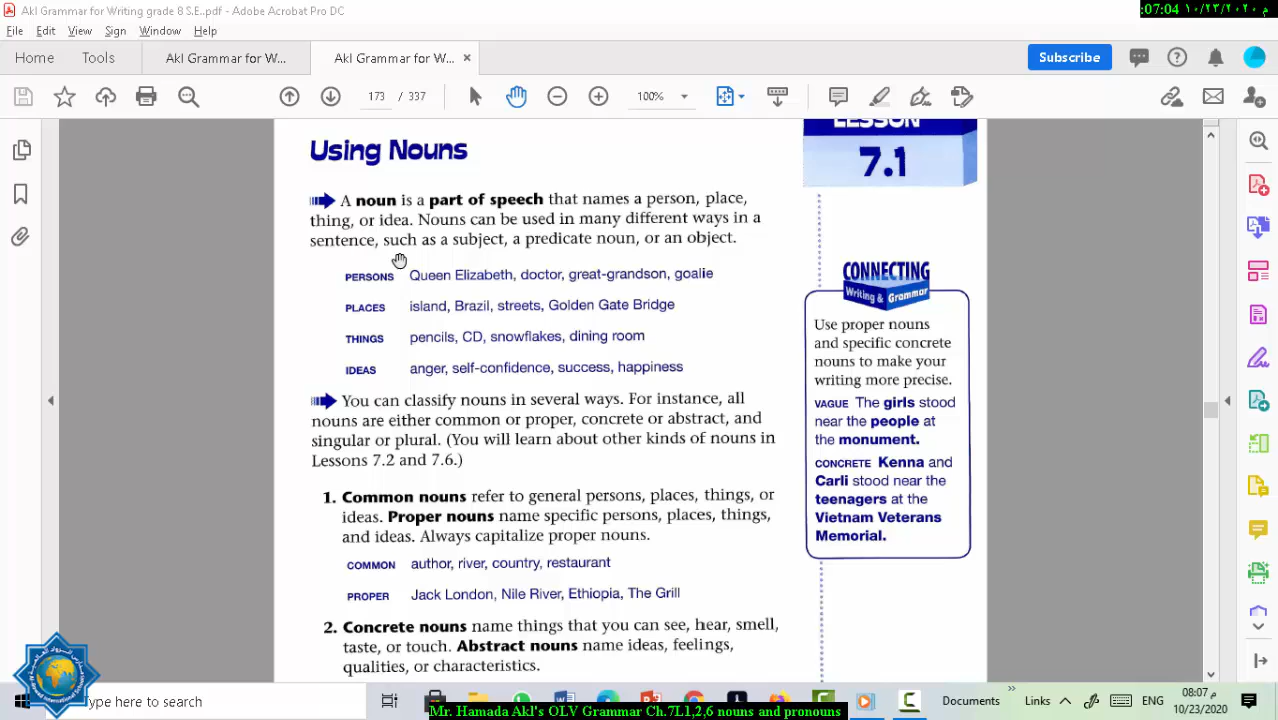 Akl Grammar for Writing grade 8 S.E..pdf - Adobe Acrobat Pro DC
:07:04 م ١٠/٢٣/٢٠٢٠
File Edit View Sign Window Help
Home Tools Akl Grammar for W... Akl Grammar for W... × Subscribe
173 / 337 100%
LESSON
7.1
Using Nouns
A noun is a part of speech that names a person, place,
thing, or idea. Nouns can be used in many different ways in a
sentence, such as a subject, a predicate noun, or an object.
PERSONS Queen Elizabeth, doctor, great-grandson, goalie
PLACES island, Brazil, streets, Golden Gate Bridge
THINGS pencils, CD, snowflakes, dining room
IDEAS anger, self-confidence, success, happiness
You can classify nouns in several ways. For instance, all
nouns are either common or proper, concrete or abstract, and
singular or plural. (You will learn about other kinds of nouns in
Lessons 7.2 and 7.6.)
1. Common nouns refer to general persons, places, things, or
ideas. Proper nouns name specific persons, places, things,
and ideas. Always capitalize proper nouns.
COMMON author, river, country, restaurant
PROPER Jack London, Nile River, Ethiopia, The Grill
2. Concrete nouns name things that you can see, hear, smell,
taste, or touch. Abstract nouns name ideas, feelings,
qualities, or characteristics.
CONNECTING
Writing & Grammar
Use proper nouns
and specific concrete
nouns to make your
writing more precise.
VAGUE The girls stood
near the people at
the monument.
CONCRETE Kenna and
Carli stood near the
teenagers at the
Vietnam Veterans
Memorial.
ype here to search
Documents
Links
ENG
08:07 م
10/23/2020
Mr. Hamada Akl's OLV Grammar Ch.7L1,2,6 nouns and pronouns